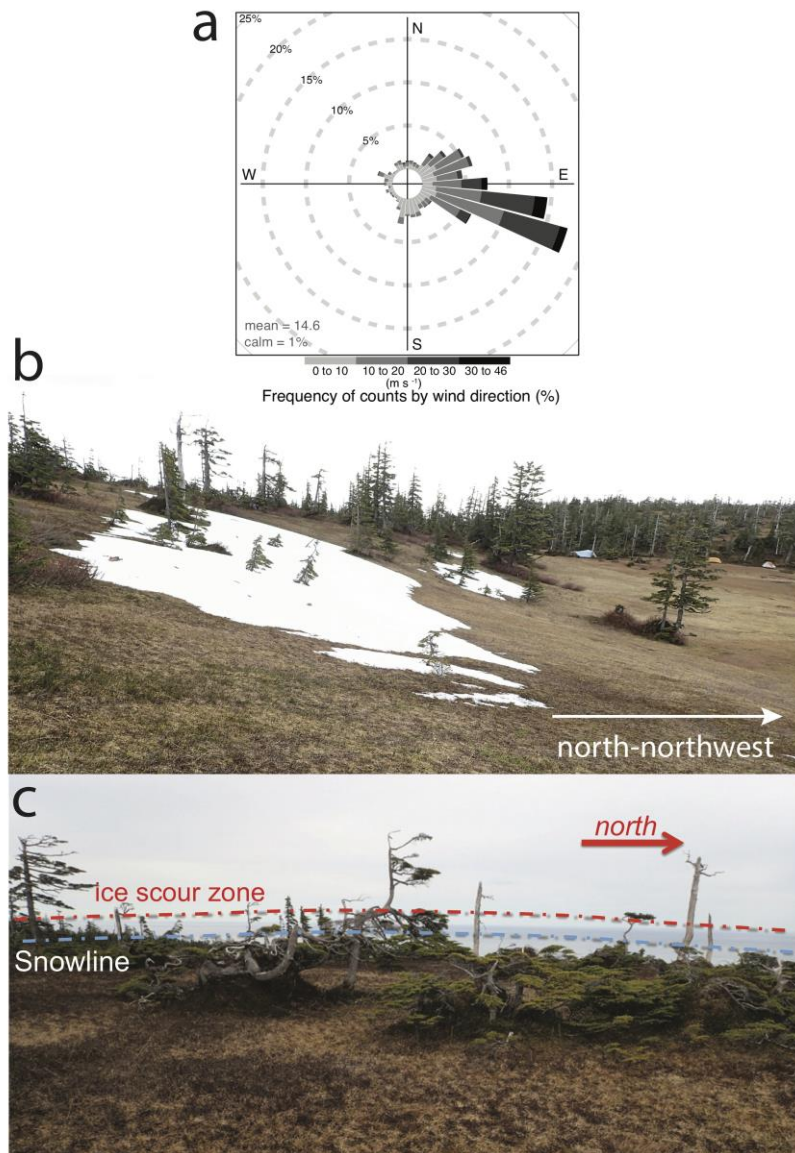 a
25%
20%
15%
10%
5%
N
W
E
S
mean = 14.6
calm = 1%
0 to 10 10 to 20 20 to 30 30 to 46
(m s -1)
Frequency of counts by wind direction (%)
b
north-northwest
c
north
ice scour zone
Snowline